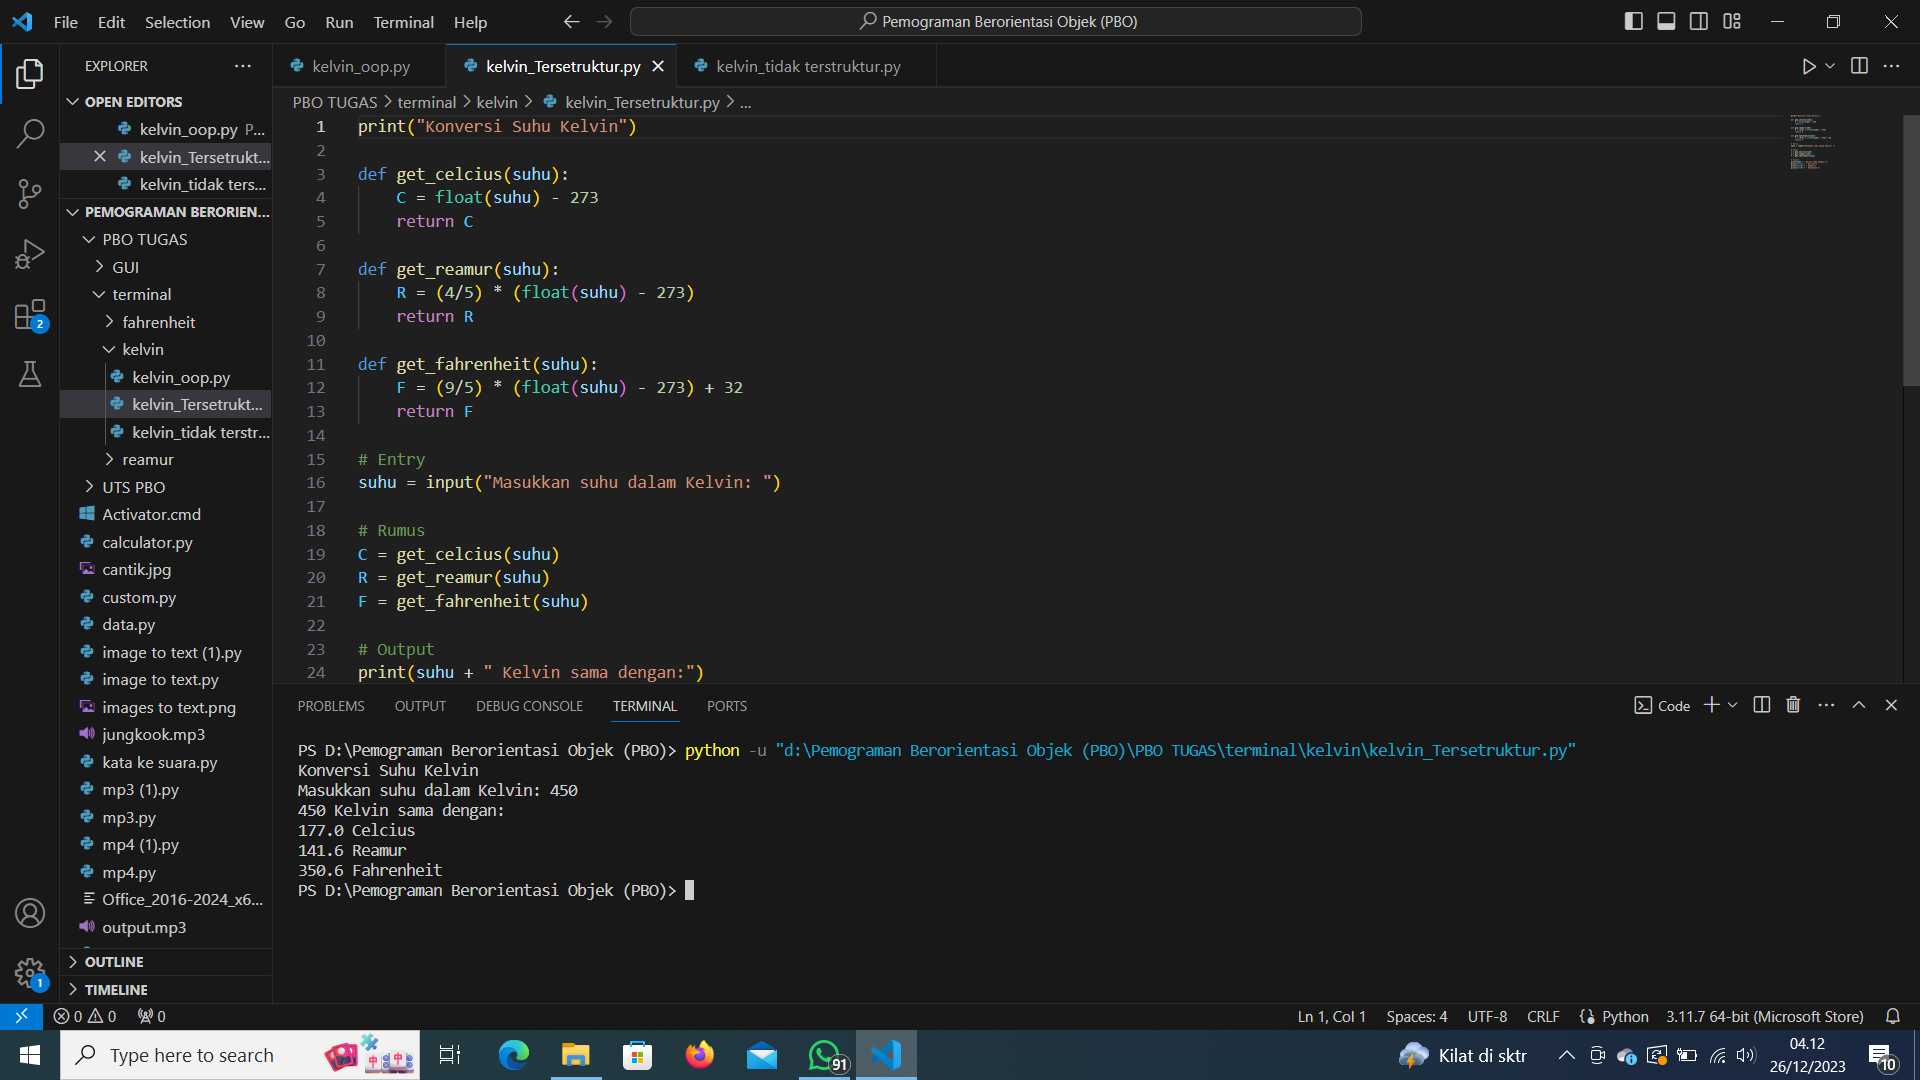 File Edit Selection View Go Run Terminal Help
Pemograman Berorientasi Objek (PBO)
EXPLORER
OPEN EDITORS
kelvin_oop.py P...
kelvin_Tersetrukt...
kelvin_tidak ters...
PEMOGRAMAN BERORIEN...
PBO TUGAS
GUI
terminal
fahrenheit
kelvin
kelvin_oop.py
kelvin_Tersetrukt...
kelvin_tidak terstr...
reamur
UTS PBO
Activator.cmd
calculator.py
cantik.jpg
custom.py
data.py
image to text (1).py
image to text.py
images to text.png
jungkook.mp3
kata ke suara.py
mp3 (1).py
mp3.py
mp4 (1).py
mp4.py
Office_2016-2024_x6...
output.mp3
OUTLINE
TIMELINE
2
1
kelvin_oop.py kelvin_Tersetruktur.py kelvin_tidak terstruktur.py
PBO TUGAS > terminal > kelvin > kelvin_Tersetruktur.py > ...
1 print("Konversi Suhu Kelvin")
2
3 def get_celcius(suhu):
4 C = float(suhu) - 273
5 return C
6
7 def get_reamur(suhu):
8 R = (4/5) * (float(suhu) - 273)
9 return R
10
11 def get_fahrenheit(suhu):
12 F = (9/5) * (float(suhu) - 273) + 32
13 return F
14
15 # Entry
16 suhu = input("Masukkan suhu dalam Kelvin: ")
17
18 # Rumus
19 C = get_celcius(suhu)
20 R = get_reamur(suhu)
21 F = get_fahrenheit(suhu)
22
23 # Output
24 print(suhu + " Kelvin sama dengan:")
PROBLEMS OUTPUT DEBUG CONSOLE TERMINAL PORTS
Code
PS D:\Pemograman Berorientasi Objek (PBO)> python -u "d:\Pemograman Berorientasi Objek (PBO)\PBO TUGAS\terminal\kelvin\kelvin_Tersetruktur.py"
Konversi Suhu Kelvin
Masukkan suhu dalam Kelvin: 450
450 Kelvin sama dengan:
177.0 Celcius
141.6 Reamur
350.6 Fahrenheit
PS D:\Pemograman Berorientasi Objek (PBO)>
0 0 0
Ln 1, Col 1 Spaces: 4 UTF-8 CRLF Python 3.11.7 64-bit (Microsoft Store)
Type here to search
91
Kilat di sktr
04.12
26/12/2023
10